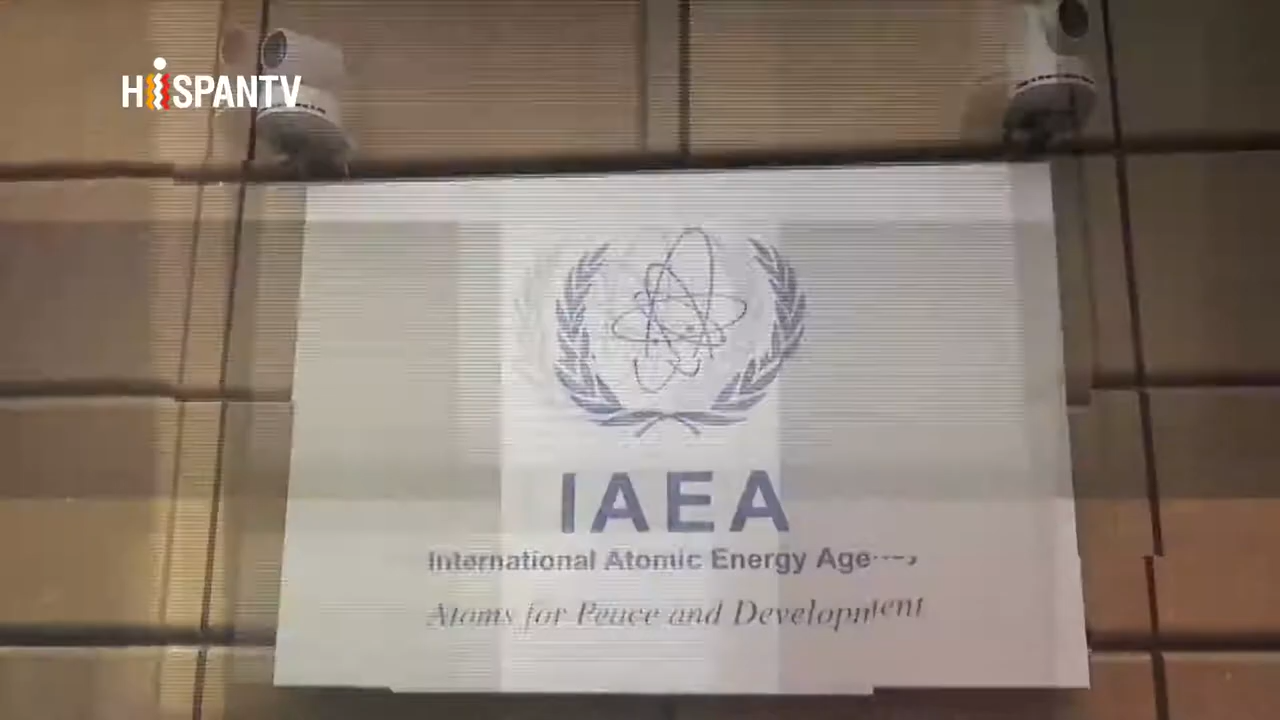 HISPANTV
IAEA
International Atomic Energy
Atoms for Peace and Development